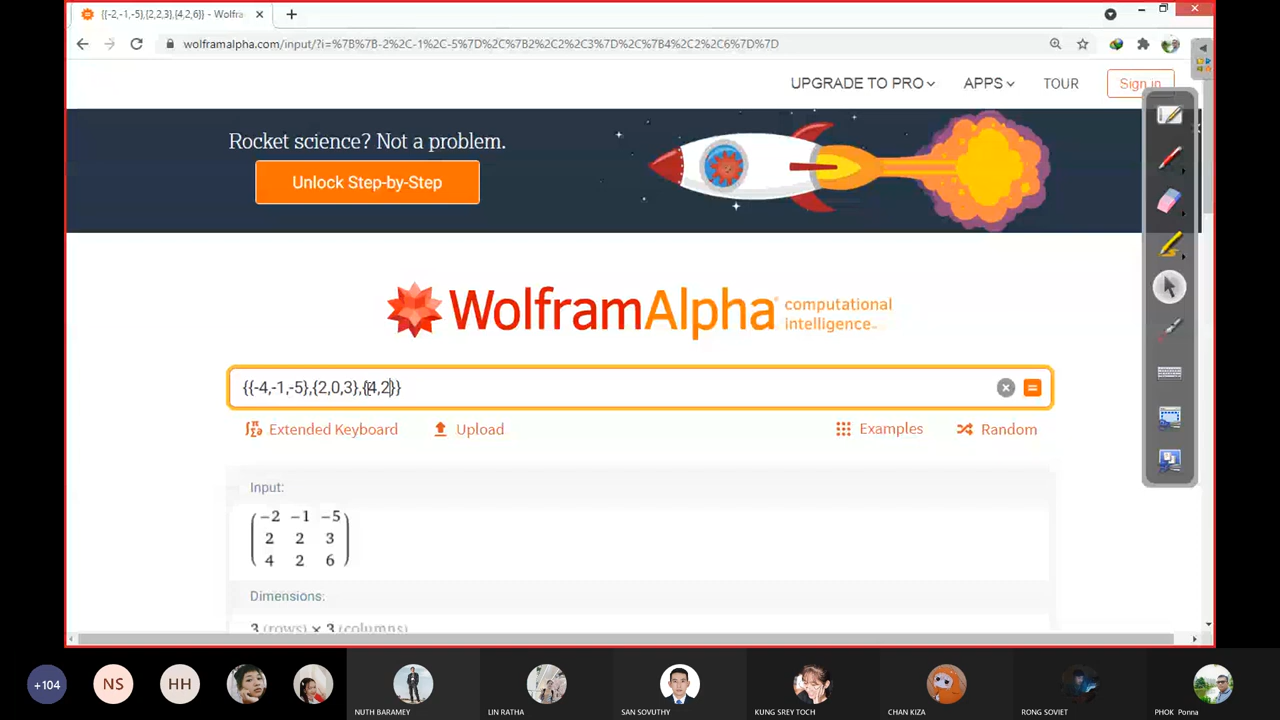 {{-2,-1,-5},{2,2,3},{4,2,6}} - Wolfra
wolframalpha.com/input/?i=%7B%7B-2%2C-1%2C-5%7D%2C%7B2%2C2%2C3%7D%2C%7B4%2C2%2C6%7D%7D
UPGRADE TO PRO APPS TOUR Sign in
Rocket science? Not a problem.
Unlock Step-by-Step
WolframAlpha computational
intelligence™
{{-4,-1,-5},{2,0,3},{4,2}}
Extended Keyboard Upload Examples Random
Input:
-2 -1 -5
2 2 3
4 2 6
Dimensions:
3 (rows) × 3 (columns)
+104 NS HH
NUTH BARAMEY LIN RATHA SAN SOVUTHY KUNG SREY TOCH CHAN KIZA RONG SOVIET PHOK Ponna